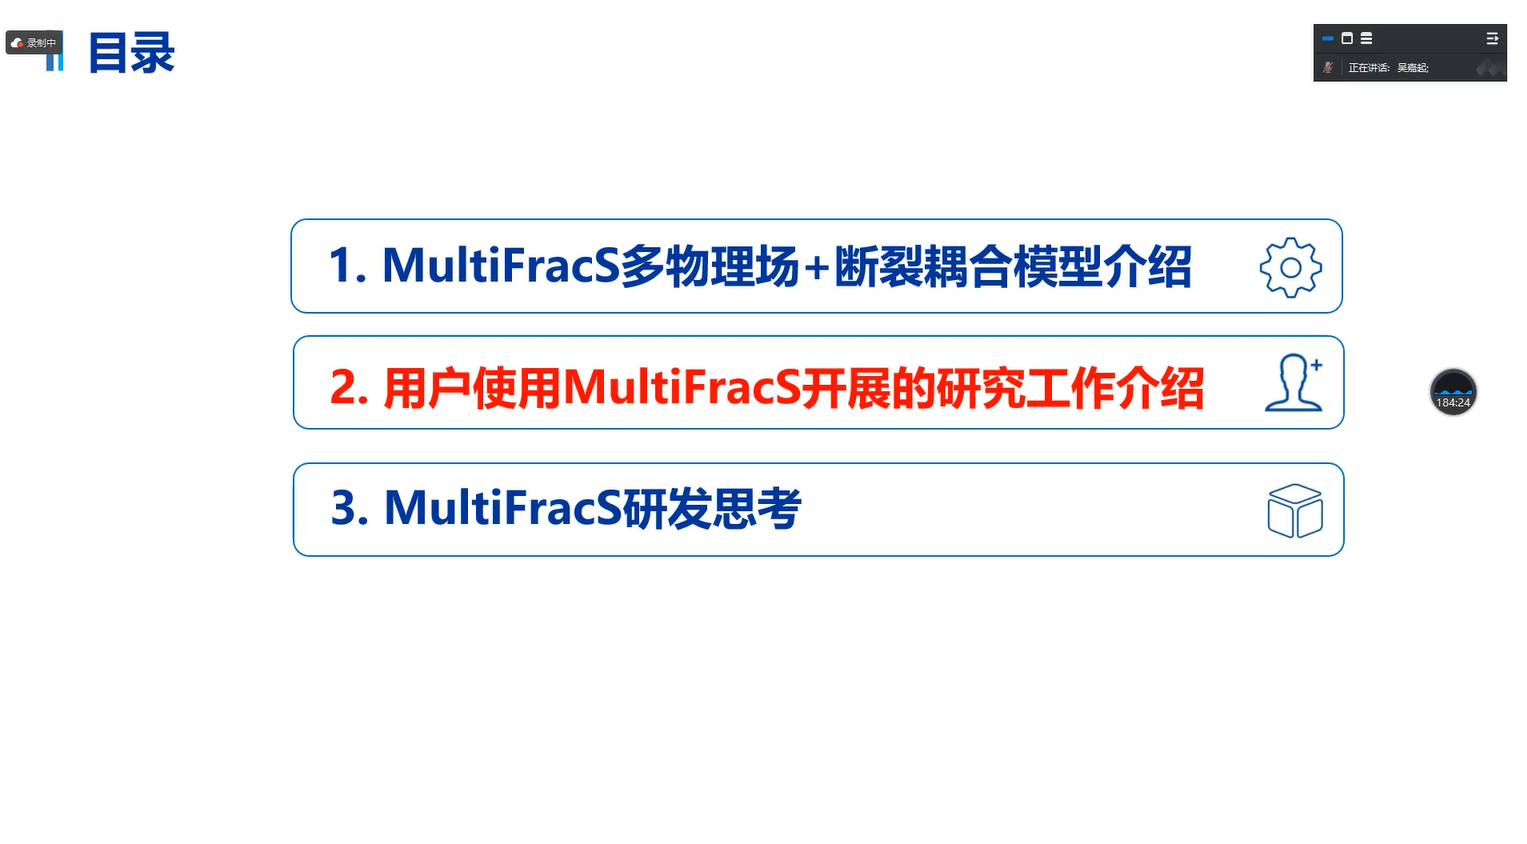 录制中
目录
正在讲话: 吴嘉起;
1. MultiFracS多物理场+断裂耦合模型介绍
2. 用户使用MultiFracS开展的研究工作介绍
184:24
3. MultiFracS研发思考